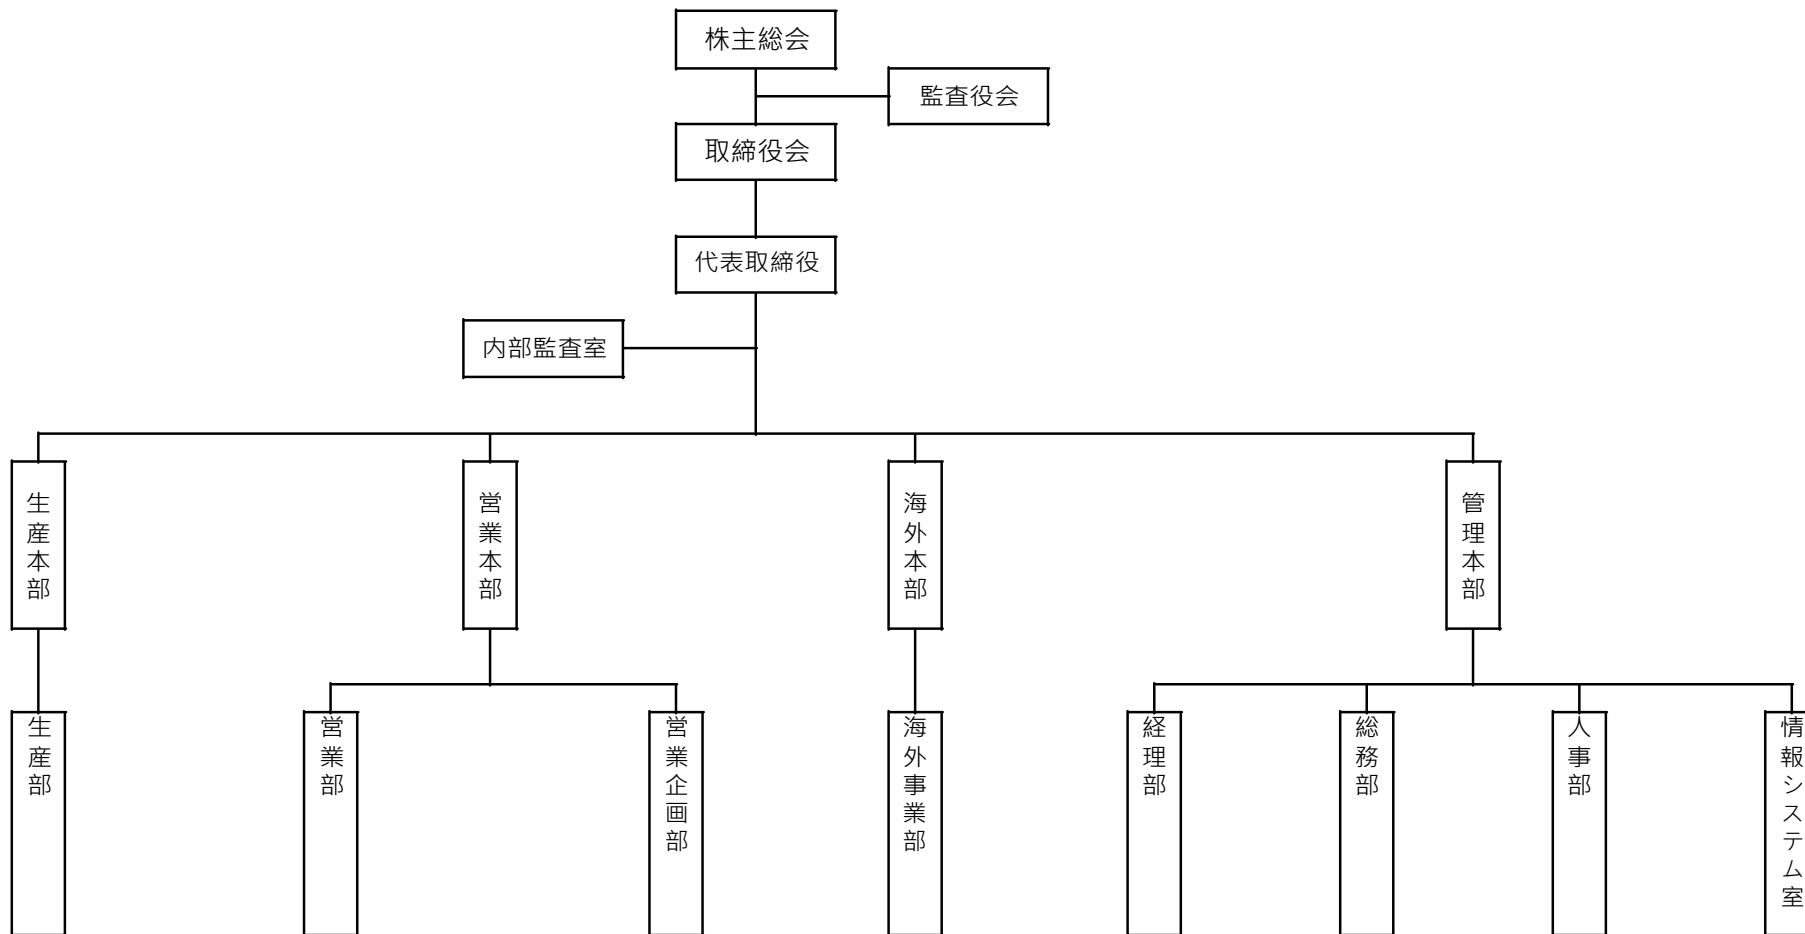 株主総会
監査役会
取締役会
代表取締役
内部監査室
生産本部
営業本部
海外本部
管理本部
生産部
営業部
営業企画部
海外事業部
経理部
総務部
人事部
情報システム室